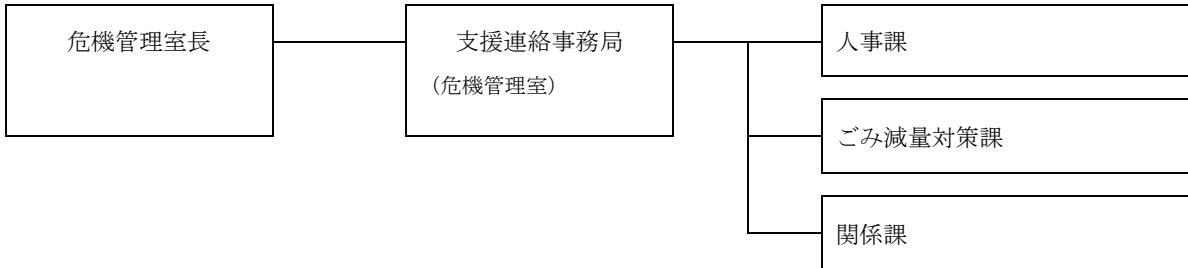 危機管理室長
支援連絡事務局
（危機管理室）
人事課
ごみ減量対策課
関係課